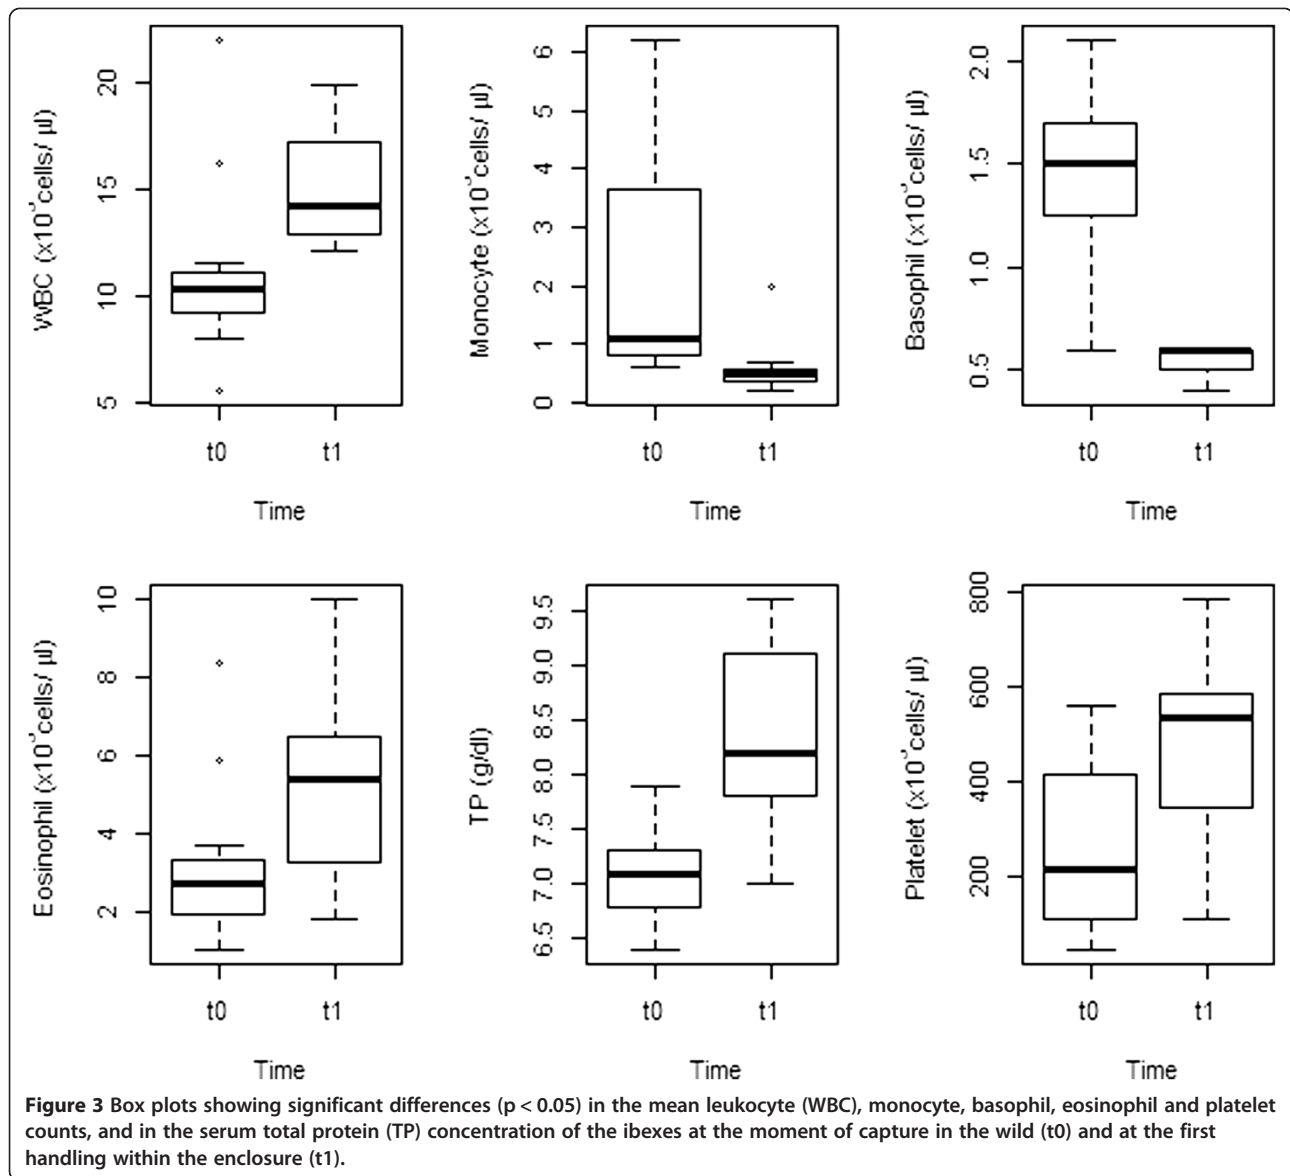 WBC (x10³cells/ µl)
5 10 15 20
t0 t1
Time
Monocyte (x10³cells/ µl)
0 1 2 3 4 5 6
t0 t1
Time
Basophil (x10³cells/ µl)
0.5 1.0 1.5 2.0
t0 t1
Time
Eosinophil (x10³cells/ µl)
2 4 6 8 10
t0 t1
Time
TP (g/dl)
6.5 7.0 7.5 8.0 8.5 9.0 9.5
t0 t1
Time
Platelet (x10³cells/ µl)
200 400 600 800
t0 t1
Time
Figure 3 Box plots showing significant differences (p < 0.05) in the mean leukocyte (WBC), monocyte, basophil, eosinophil and platelet
counts, and in the serum total protein (TP) concentration of the ibexes at the moment of capture in the wild (t0) and at the first
handling within the enclosure (t1).